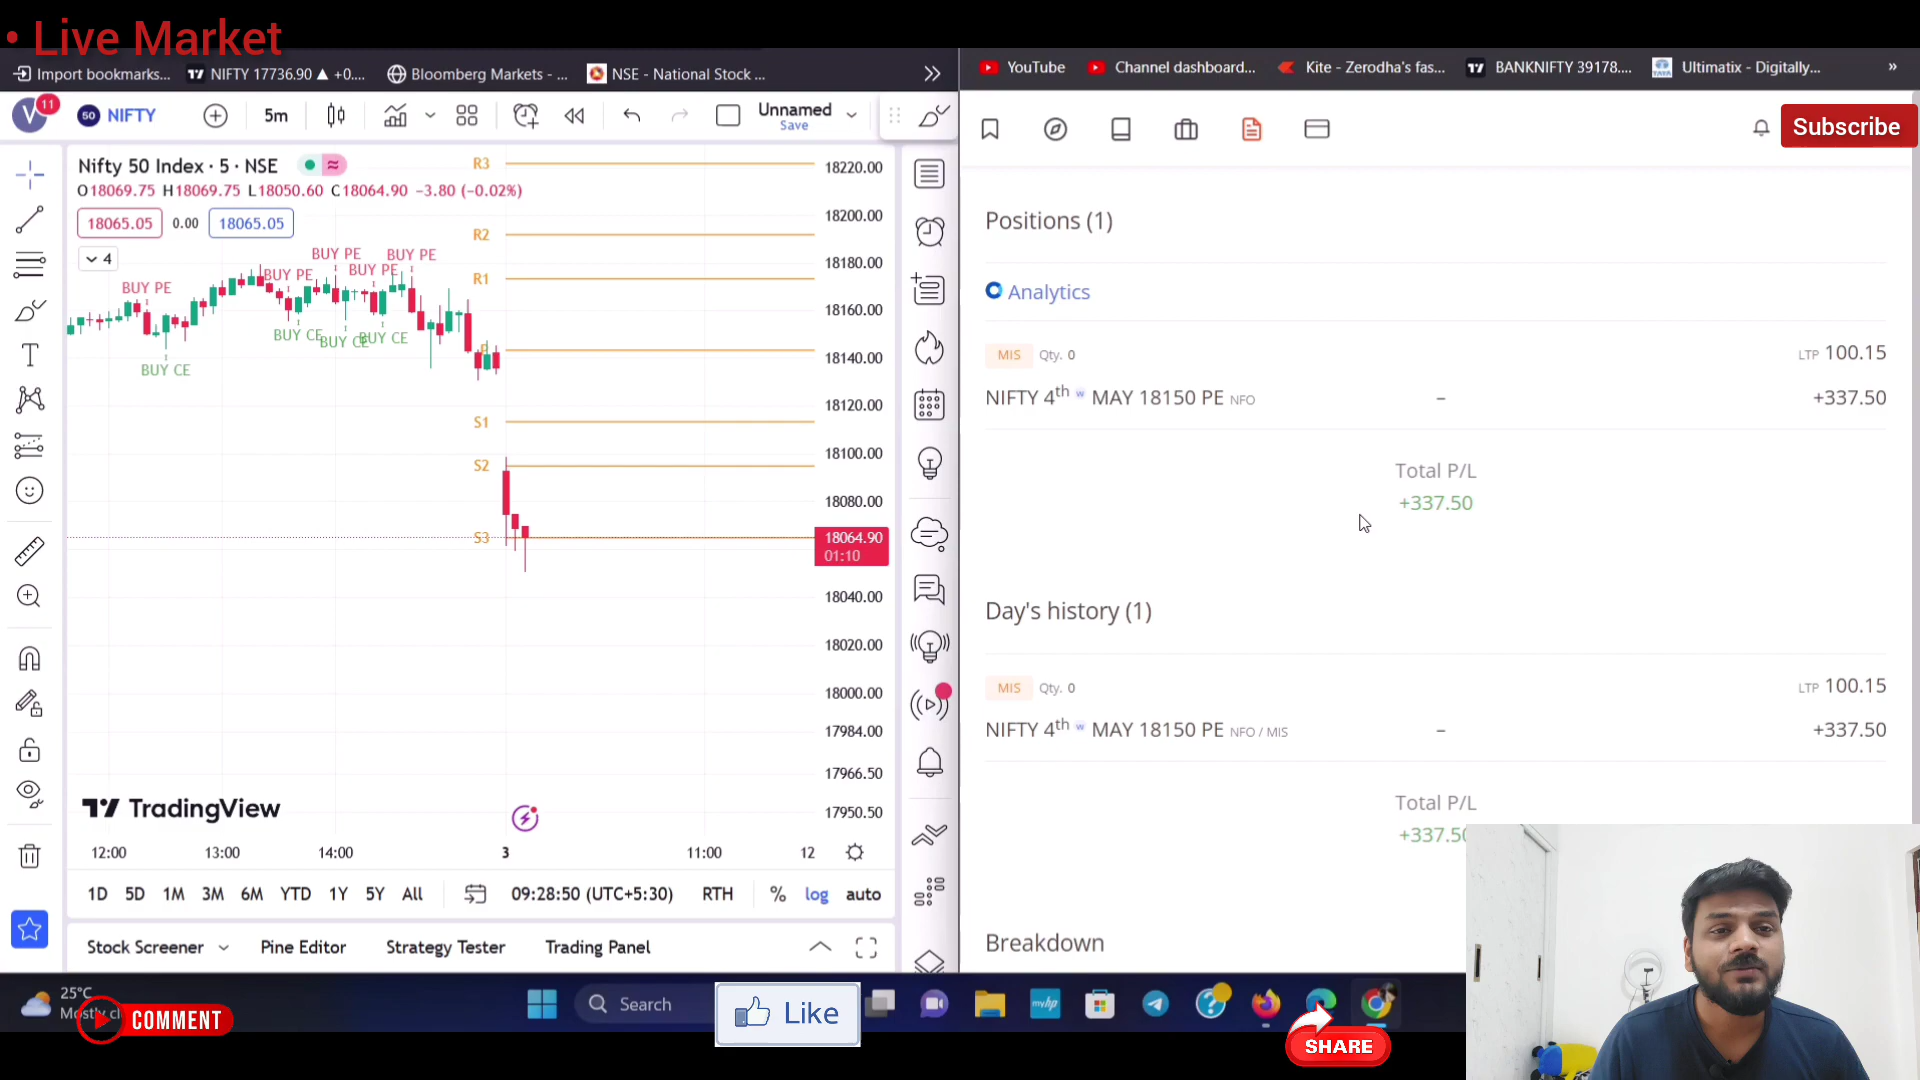 • Live Market
Import bookmarks... NIFTY 17736.90 ▲ +0.... Bloomberg Markets - ... NSE - National Stock ...
YouTube Channel dashboard... Kite - Zerodha's fas... BANKNIFTY 39178.... Ultimatix - Digitally...
V 11 50 NIFTY 5m Unnamed
Save
Subscribe
Nifty 50 Index · 5 · NSE
O18069.75 H18069.75 L18050.60 C18064.90 −3.80 (−0.02%)
18065.05 0.00 18065.05
4
R3
R2
R1
P
S1
S2
S3
BUY PE
BUY PE
BUY PE
BUY PE
BUY PE
BUY CE
BUY CE
BUY CE
BUY CE
18220.00
18200.00
18180.00
18160.00
18140.00
18120.00
18100.00
18080.00
18064.90
01:10
18040.00
18020.00
18000.00
17984.00
17966.50
17950.50
TradingView
12:00 13:00 14:00 3 11:00 12
1D 5D 1M 3M 6M YTD 1Y 5Y All 09:28:50 (UTC+5:30) RTH % log auto
Stock Screener Pine Editor Strategy Tester Trading Panel
Positions (1)
Analytics
MIS Qty. 0 LTP 100.15
NIFTY 4th w MAY 18150 PE NFO – +337.50
Total P/L
+337.50
Day's history (1)
MIS Qty. 0 LTP 100.15
NIFTY 4th w MAY 18150 PE NFO / MIS – +337.50
Total P/L
+337.50
Breakdown
25°C
Mostly
COMMENT
Search
Like
myhp
SHARE